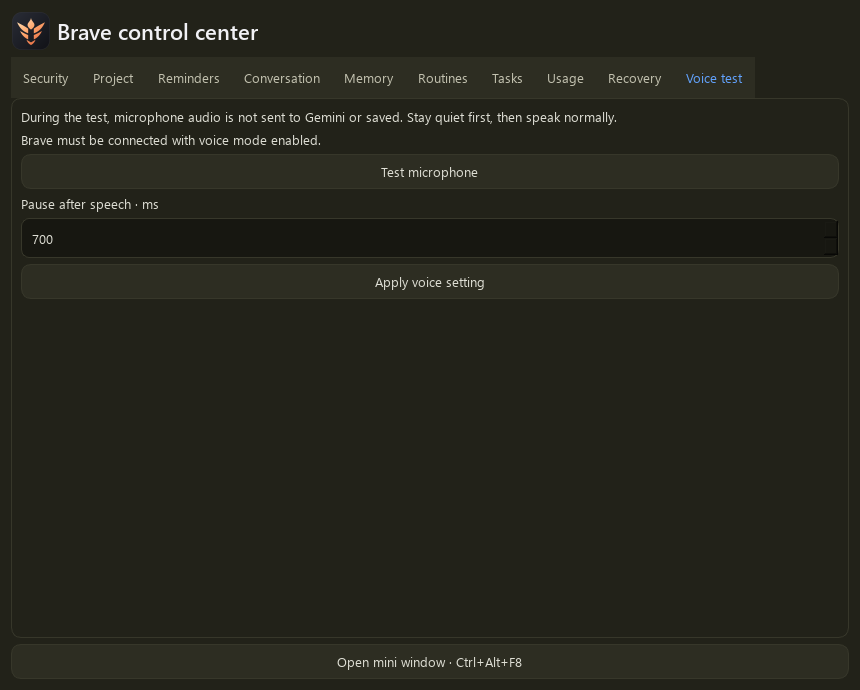 Brave control center
Security Project Reminders Conversation Memory Routines Tasks Usage Recovery Voice test
During the test, microphone audio is not sent to Gemini or saved. Stay quiet first, then speak normally.
Brave must be connected with voice mode enabled.
Test microphone
Pause after speech · ms
700
Apply voice setting
Open mini window · Ctrl+Alt+F8